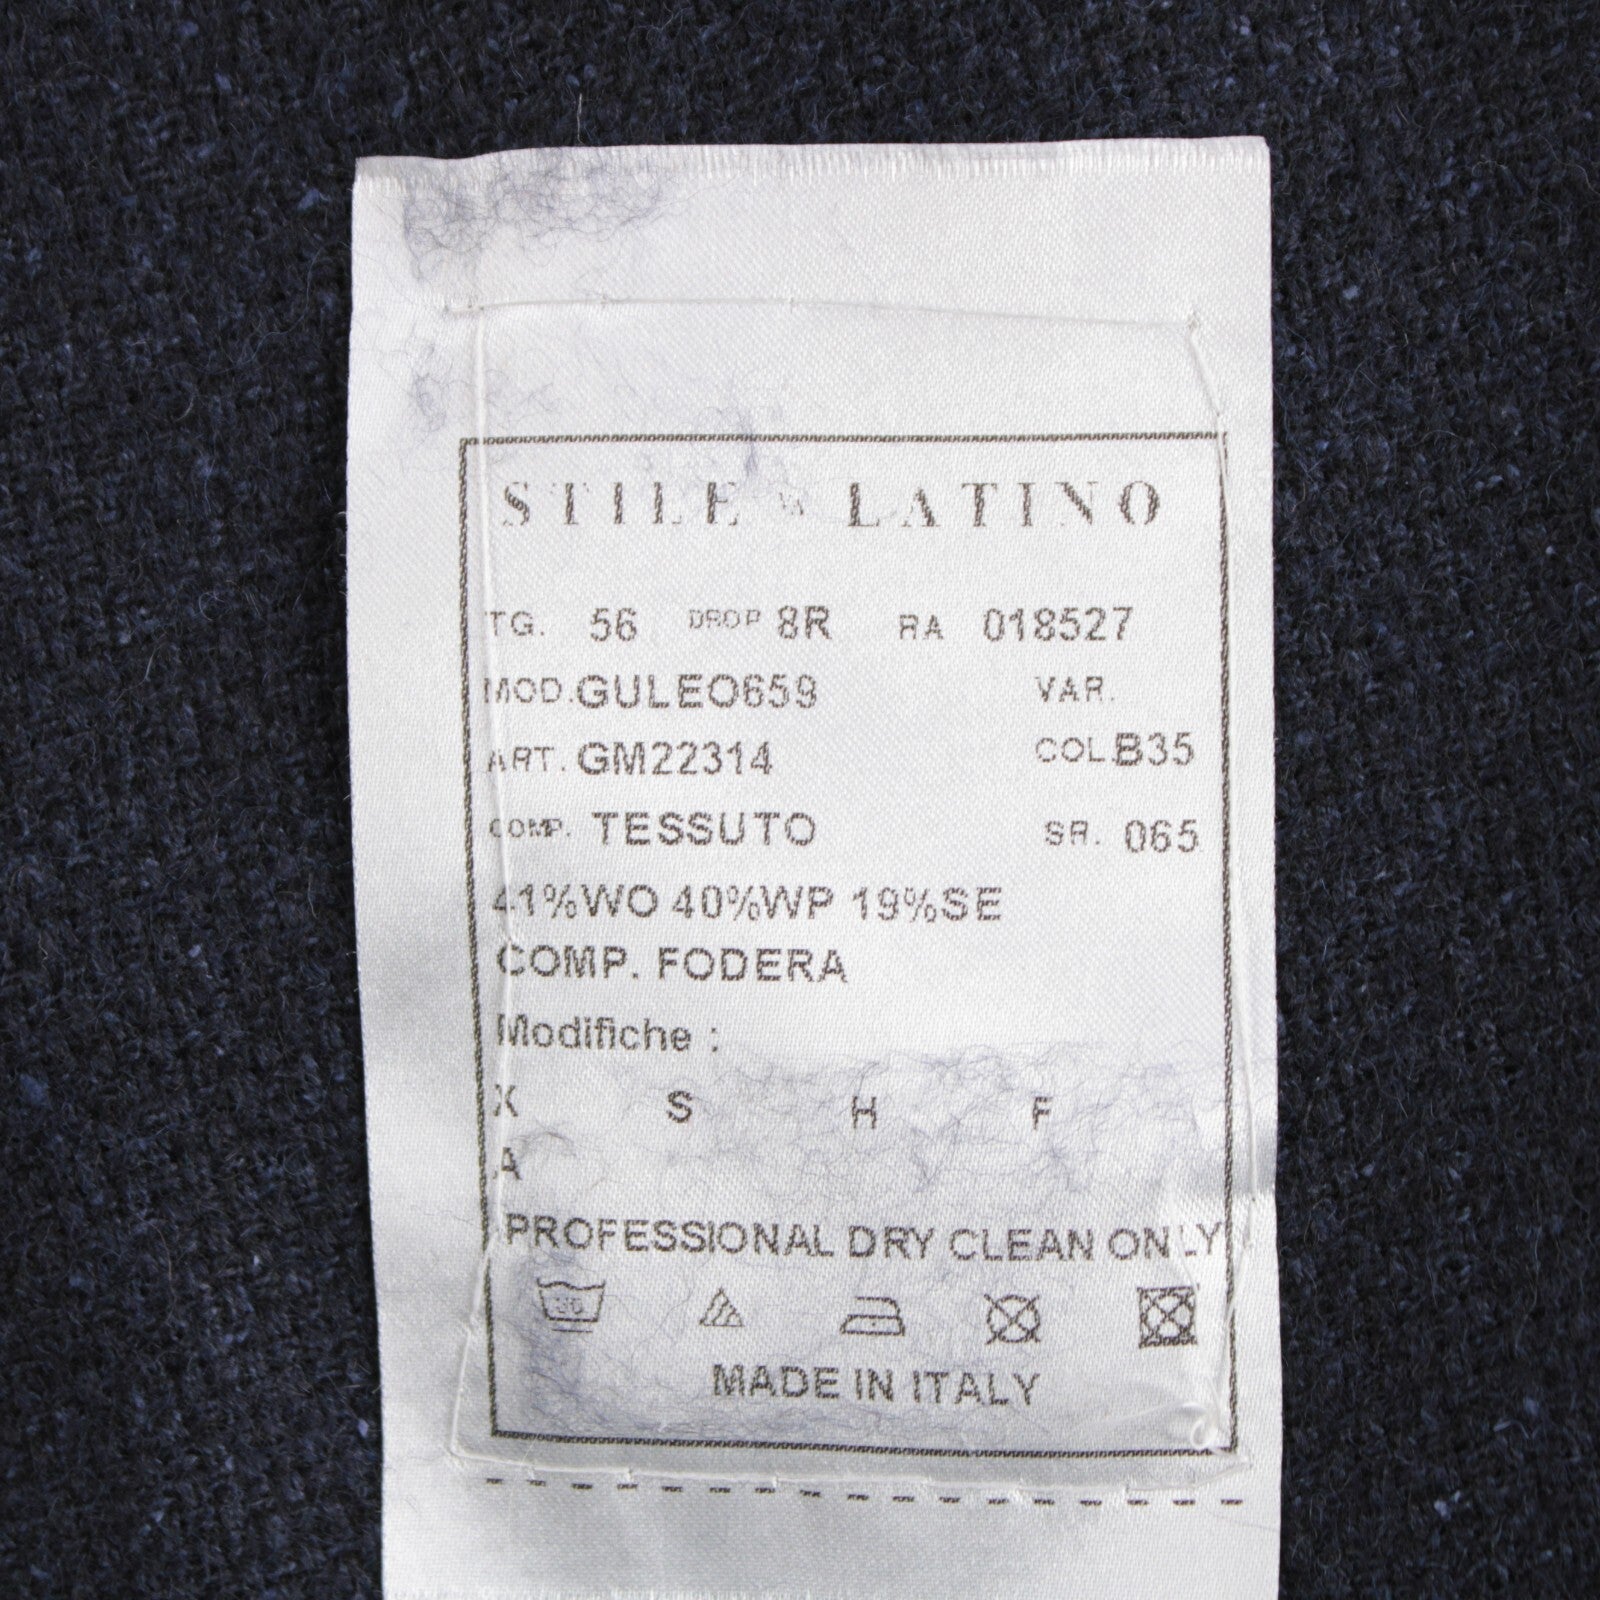 STILE LATINO
TG. 56 DROP 8R RA 018527
MOD.GULEO659 VAR.
ART. GM22314 COL.B35
COMP. TESSUTO SR. 065
41%WO 40%WP 19%SE
COMP. FODERA
Modifiche :
X S H F
A
PROFESSIONAL DRY CLEAN ONLY
30
MADE IN ITALY